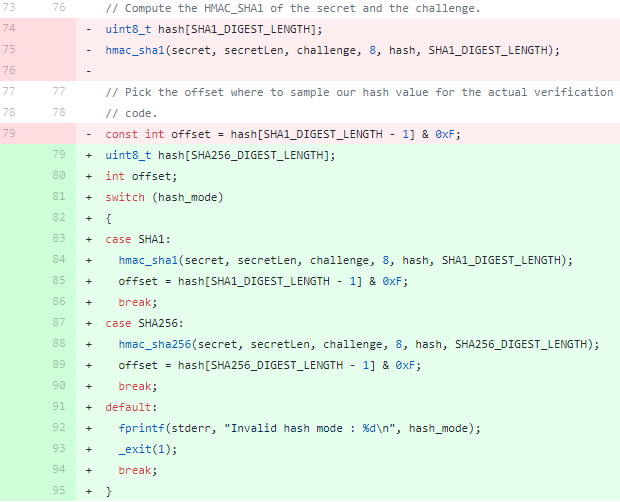 73 76 // Compute the HMAC_SHA1 of the secret and the challenge.
74 - uint8_t hash[SHA1_DIGEST_LENGTH];
75 - hmac_sha1(secret, secretLen, challenge, 8, hash, SHA1_DIGEST_LENGTH);
76 -
77 77 // Pick the offset where to sample our hash value for the actual verification
78 78 // code.
79 - const int offset = hash[SHA1_DIGEST_LENGTH - 1] & 0xF;
79 + uint8_t hash[SHA256_DIGEST_LENGTH];
80 + int offset;
81 + switch (hash_mode)
82 + {
83 + case SHA1:
84 + hmac_sha1(secret, secretLen, challenge, 8, hash, SHA1_DIGEST_LENGTH);
85 + offset = hash[SHA1_DIGEST_LENGTH - 1] & 0xF;
86 + break;
87 + case SHA256:
88 + hmac_sha256(secret, secretLen, challenge, 8, hash, SHA256_DIGEST_LENGTH);
89 + offset = hash[SHA256_DIGEST_LENGTH - 1] & 0xF;
90 + break;
91 + default:
92 + fprintf(stderr, "Invalid hash mode : %d\n", hash_mode);
93 + _exit(1);
94 + break;
95 + }